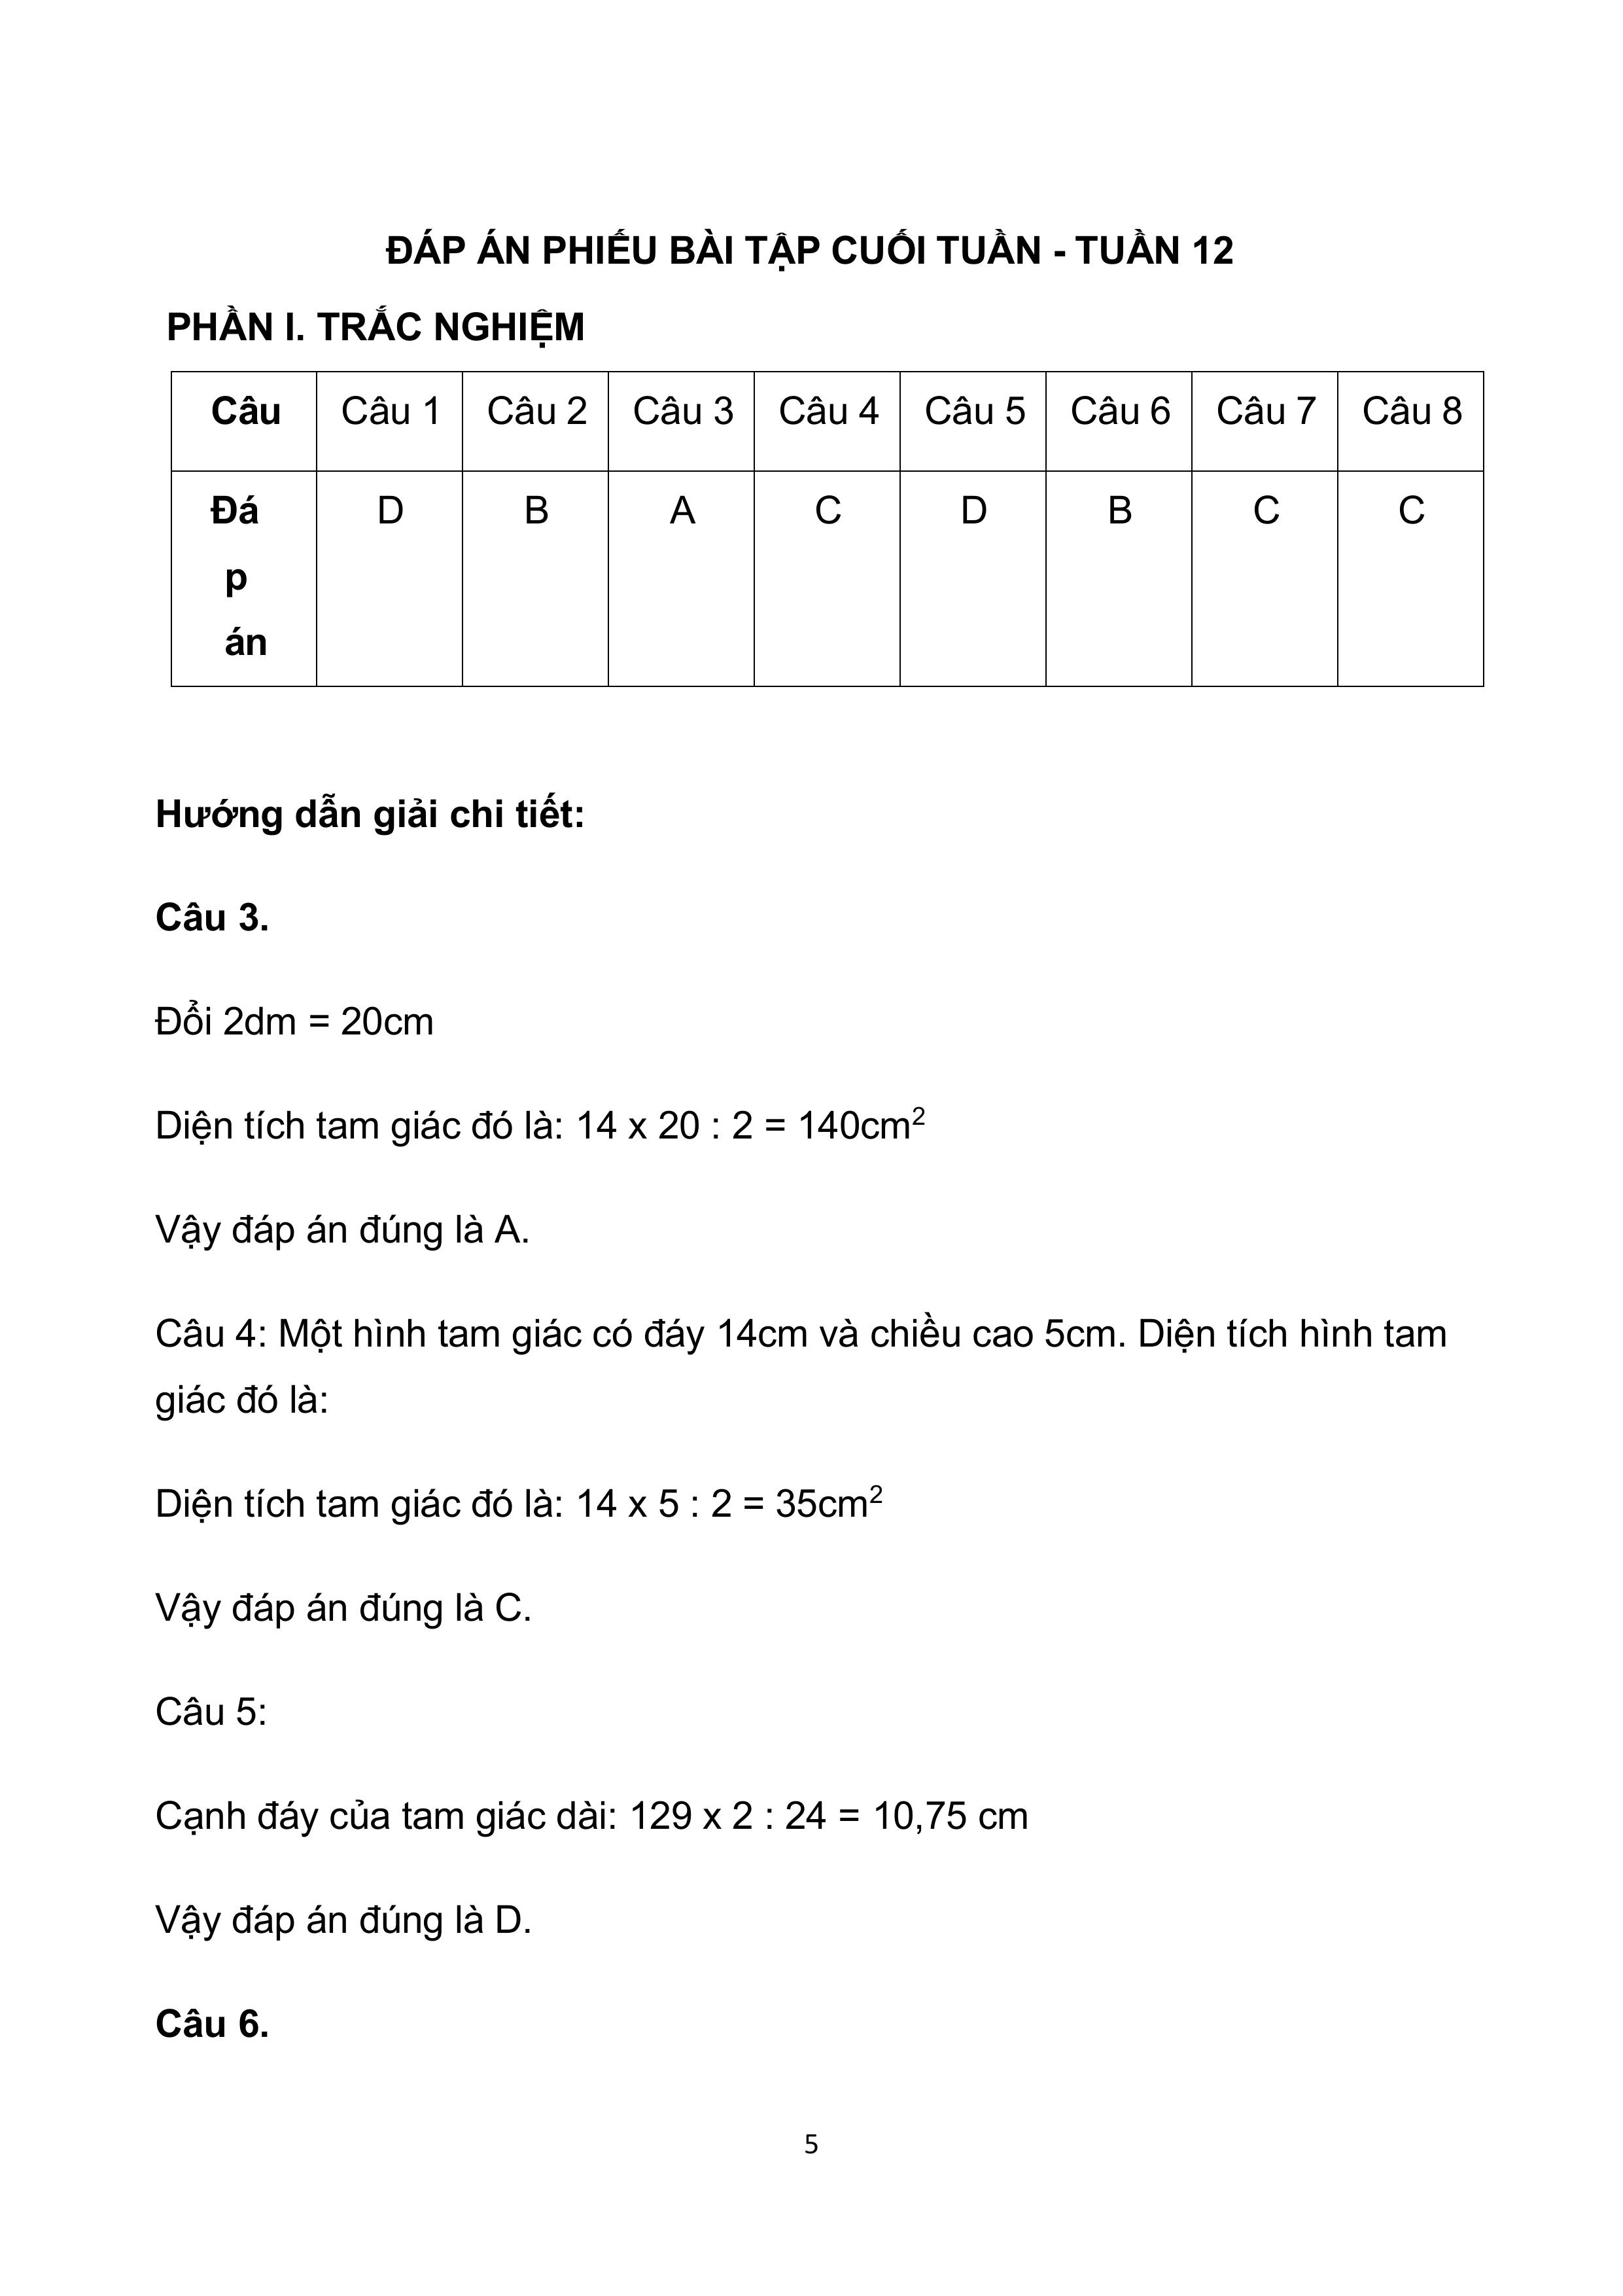 ĐÁP ÁN PHIẾU BÀI TẬP CUỐI TUẦN - TUẦN 12
PHẦN I. TRẮC NGHIỆM
Câu Câu 1 Câu 2 Câu 3 Câu 4 Câu 5 Câu 6 Câu 7 Câu 8
Đá D B A C D B C C
p
án
Hướng dẫn giải chi tiết:
Câu 3.
Đổi 2dm = 20cm
Diện tích tam giác đó là: 14 x 20 : 2 = 140cm²
Vậy đáp án đúng là A.
Câu 4: Một hình tam giác có đáy 14cm và chiều cao 5cm. Diện tích hình tam
giác đó là:
Diện tích tam giác đó là: 14 x 5 : 2 = 35cm²
Vậy đáp án đúng là C.
Câu 5:
Cạnh đáy của tam giác dài: 129 x 2 : 24 = 10,75 cm
Vậy đáp án đúng là D.
Câu 6.
5